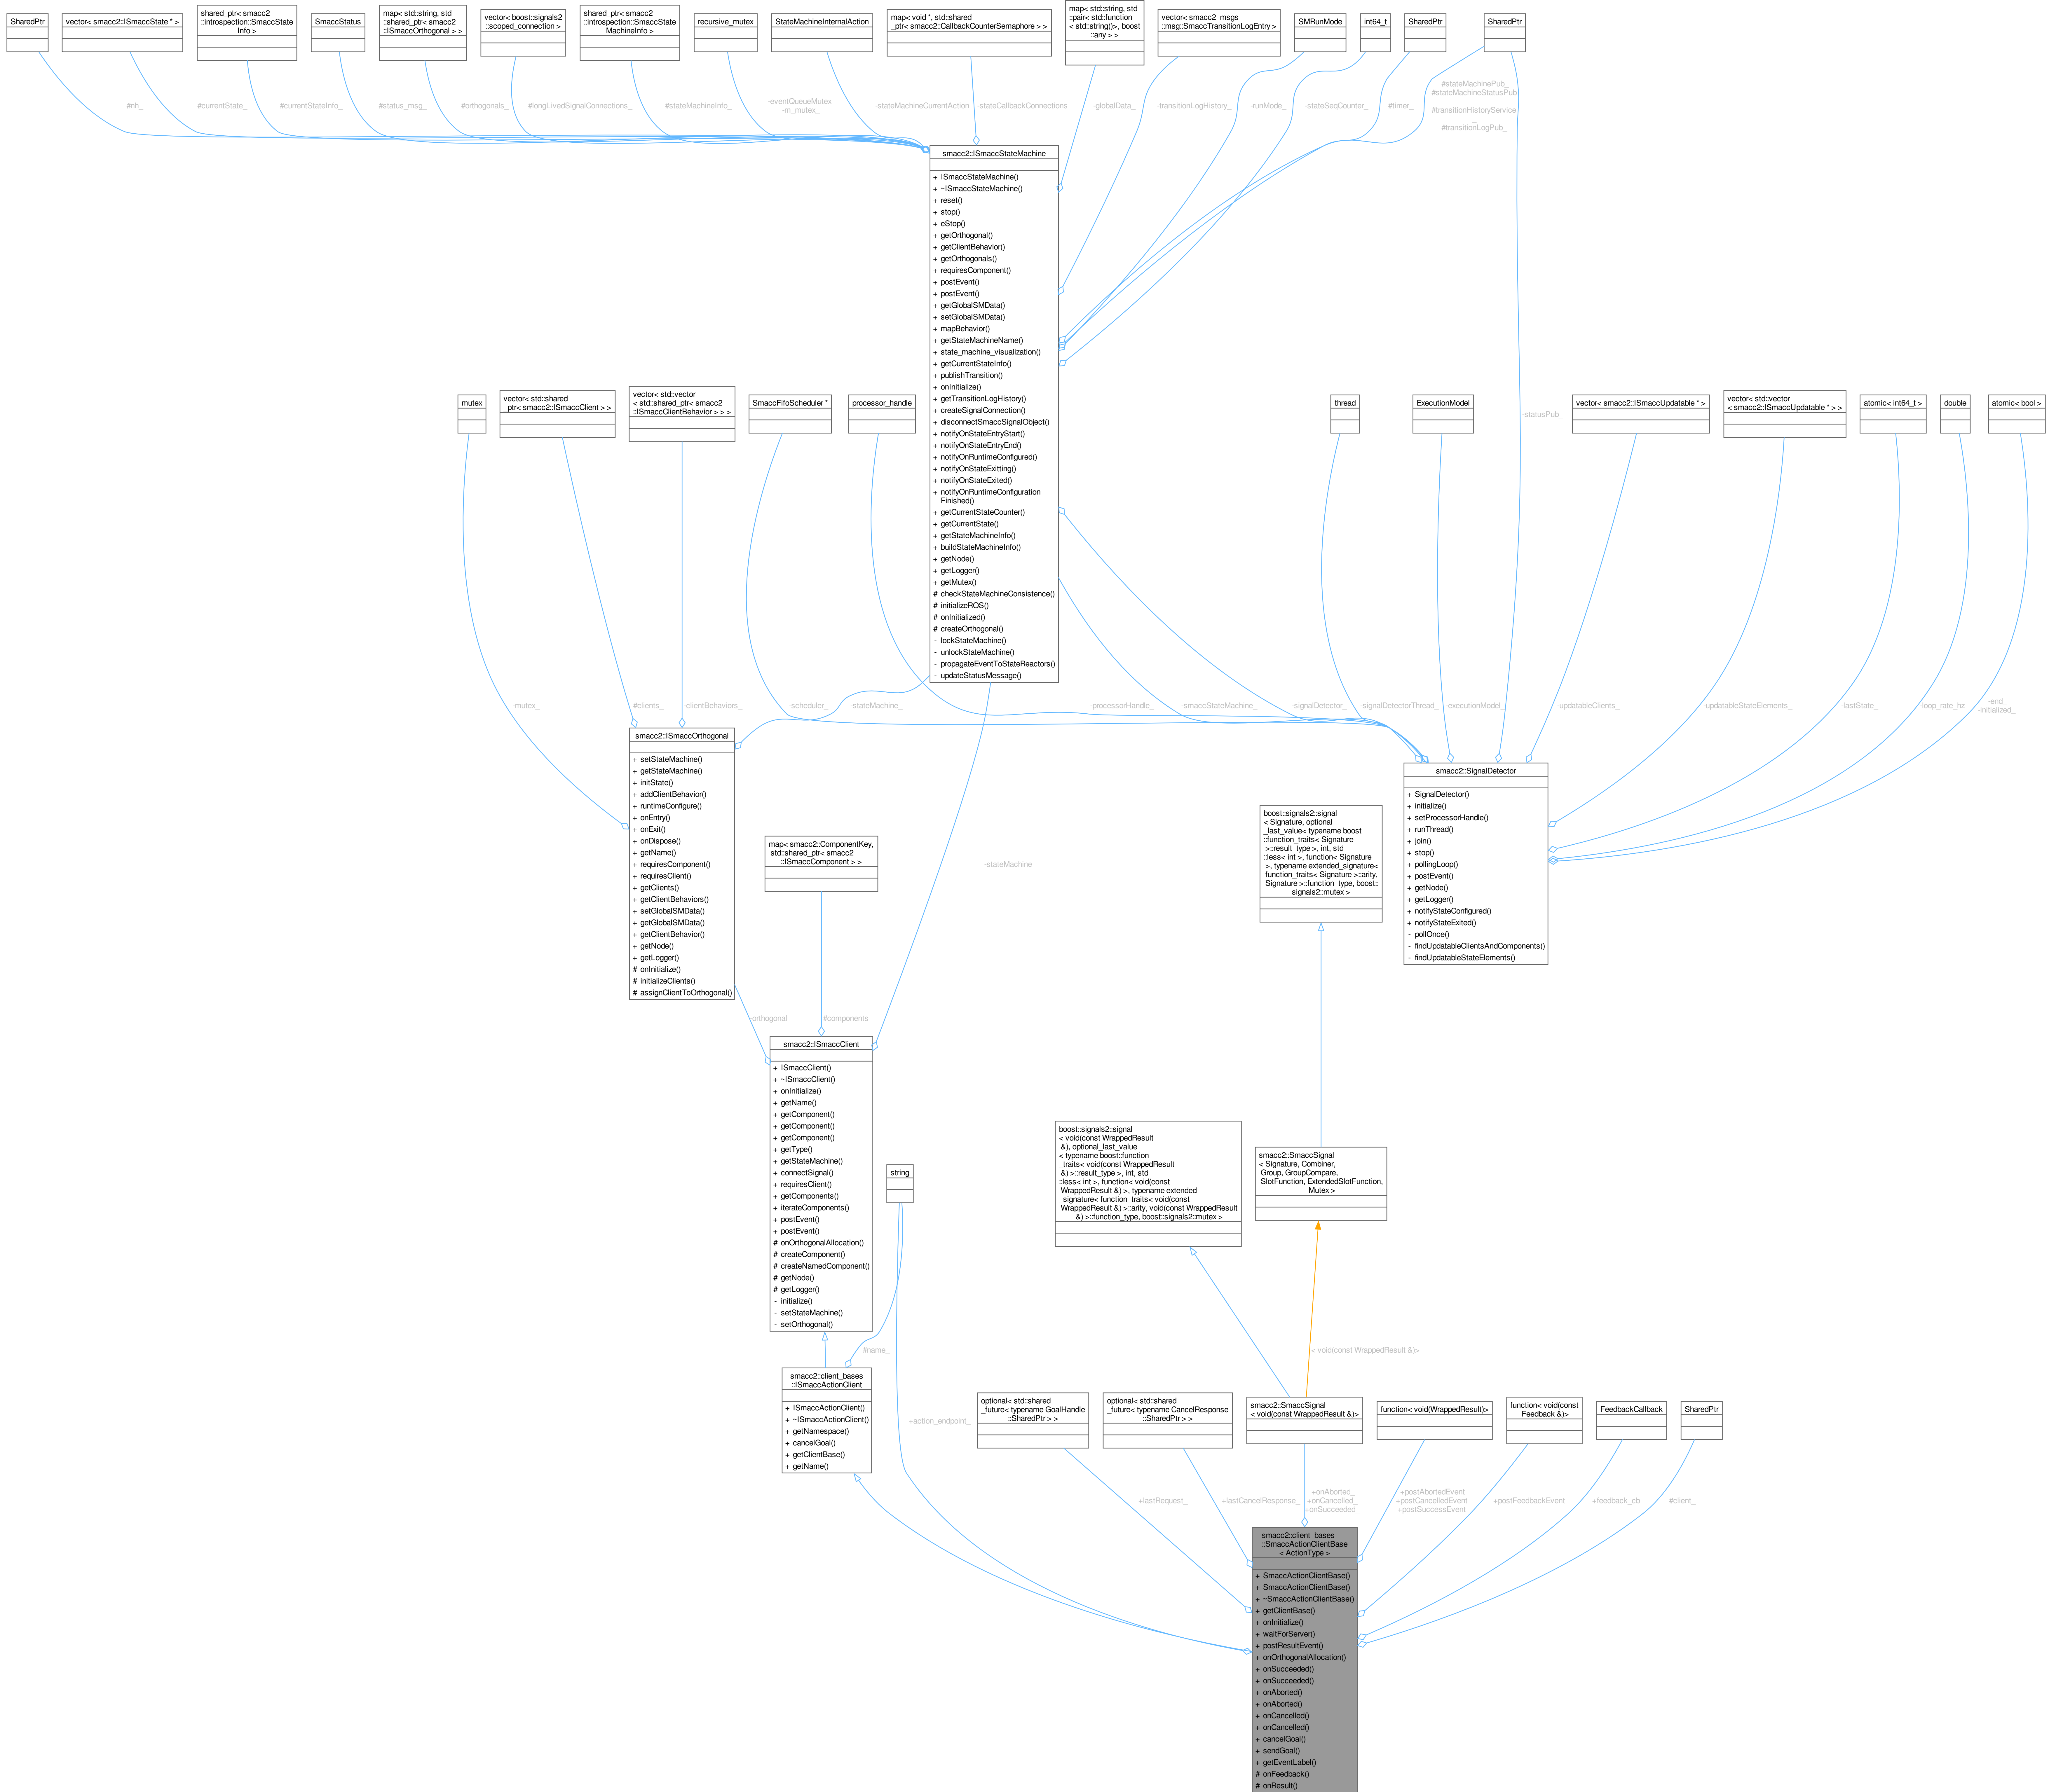 SharedPtr
vector< smacc2::ISmaccState * >
shared_ptr< smacc2
::introspection::SmaccState
Info >
SmaccStatus
map< std::string, std
::shared_ptr< smacc2
::ISmaccOrthogonal > >
vector< boost::signals2
::scoped_connection >
shared_ptr< smacc2
::introspection::SmaccState
MachineInfo >
recursive_mutex
StateMachineInternalAction
map< void *, std::shared
_ptr< smacc2::CallbackCounterSemaphore > >
map< std::string, std
::pair< std::function
< std::string()>, boost
::any > >
vector< smacc2_msgs
::msg::SmaccTransitionLogEntry >
SMRunMode
int64_t
SharedPtr
SharedPtr
#nh_
#currentState_
#currentStateInfo_
#status_msg_
#orthogonals_
#longLivedSignalConnections_
#stateMachineInfo_
-eventQueueMutex_
-m_mutex_
-stateMachineCurrentAction
-stateCallbackConnections
-globalData_
-transitionLogHistory_
-runMode_
-stateSeqCounter_
#timer_
#stateMachinePub_
#stateMachineStatusPub
_
#transitionHistoryService
_
#transitionLogPub_
smacc2::ISmaccStateMachine
+ ISmaccStateMachine()
+ ~ISmaccStateMachine()
+ reset()
+ stop()
+ eStop()
+ getOrthogonal()
+ getClientBehavior()
+ getOrthogonals()
+ requiresComponent()
+ postEvent()
+ postEvent()
+ getGlobalSMData()
+ setGlobalSMData()
+ mapBehavior()
+ getStateMachineName()
+ state_machine_visualization()
+ getCurrentStateInfo()
+ publishTransition()
+ onInitialize()
+ getTransitionLogHistory()
+ createSignalConnection()
+ disconnectSmaccSignalObject()
+ notifyOnStateEntryStart()
+ notifyOnStateEntryEnd()
+ notifyOnRuntimeConfigured()
+ notifyOnStateExitting()
+ notifyOnStateExited()
+ notifyOnRuntimeConfiguration
Finished()
+ getCurrentStateCounter()
+ getCurrentState()
+ getStateMachineInfo()
+ buildStateMachineInfo()
+ getNode()
+ getLogger()
+ getMutex()
# checkStateMachineConsistence()
# initializeROS()
# onInitialized()
# createOrthogonal()
- lockStateMachine()
- unlockStateMachine()
- propagateEventToStateReactors()
- updateStatusMessage()
mutex
vector< std::shared
_ptr< smacc2::ISmaccClient > >
vector< std::vector
< std::shared_ptr< smacc2
::ISmaccClientBehavior > > >
SmaccFifoScheduler *
processor_handle
thread
ExecutionModel
-statusPub_
vector< smacc2::ISmaccUpdatable * >
vector< std::vector
< smacc2::ISmaccUpdatable * > >
atomic< int64_t >
double
atomic< bool >
-mutex_
#clients_
-clientBehaviors_
-scheduler_
-stateMachine_
-processorHandle_
-smaccStateMachine_
-signalDetector_
-signalDetectorThread_
-executionModel_
-updatableClients_
-updatableStateElements_
-lastState_
-loop_rate_hz
-end_
-initialized_
smacc2::ISmaccOrthogonal
+ setStateMachine()
+ getStateMachine()
+ initState()
+ addClientBehavior()
+ runtimeConfigure()
+ onEntry()
+ onExit()
+ onDispose()
+ getName()
+ requiresComponent()
+ requiresClient()
+ getClients()
+ getClientBehaviors()
+ setGlobalSMData()
+ getGlobalSMData()
+ getClientBehavior()
+ getNode()
+ getLogger()
# onInitialize()
# initializeClients()
# assignClientToOrthogonal()
smacc2::SignalDetector
+ SignalDetector()
+ initialize()
+ setProcessorHandle()
+ runThread()
+ join()
+ stop()
+ pollingLoop()
+ postEvent()
+ getNode()
+ getLogger()
+ notifyStateConfigured()
+ notifyStateExited()
- pollOnce()
- findUpdatableClientsAndComponents()
- findUpdatableStateElements()
map< smacc2::ComponentKey,
std::shared_ptr< smacc2
::ISmaccComponent > >
-stateMachine_
boost::signals2::signal
< Signature, optional
_last_value< typename boost
::function_traits< Signature
>::result_type >, int, std
::less< int >, function< Signature
>, typename extended_signature<
function_traits< Signature >::arity,
Signature >::function_type, boost::
signals2::mutex >
-orthogonal_
#components_
smacc2::ISmaccClient
+ ISmaccClient()
+ ~ISmaccClient()
+ onInitialize()
+ getName()
+ getComponent()
+ getComponent()
+ getComponent()
+ getType()
+ getStateMachine()
+ connectSignal()
+ requiresClient()
+ getComponents()
+ iterateComponents()
+ postEvent()
+ postEvent()
# onOrthogonalAllocation()
# createComponent()
# createNamedComponent()
# getNode()
# getLogger()
- initialize()
- setStateMachine()
- setOrthogonal()
string
boost::signals2::signal
< void(const WrappedResult
&), optional_last_value
< typename boost::function
_traits< void(const WrappedResult
&) >::result_type >, int, std
::less< int >, function< void(const
WrappedResult &) >, typename extended
_signature< function_traits< void(const
WrappedResult &) >::arity, void(const WrappedResult
&) >::function_type, boost::signals2::mutex >
smacc2::SmaccSignal
< Signature, Combiner,
Group, GroupCompare,
SlotFunction, ExtendedSlotFunction,
Mutex >
#name_
< void(const WrappedResult &)>
smacc2::client_bases
::ISmaccActionClient
+ ISmaccActionClient()
+ ~ISmaccActionClient()
+ getNamespace()
+ cancelGoal()
+ getClientBase()
+ getName()
+action_endpoint_
optional< std::shared
_future< typename GoalHandle
::SharedPtr > >
optional< std::shared
_future< typename CancelResponse
::SharedPtr > >
smacc2::SmaccSignal
< void(const WrappedResult &)>
function< void(WrappedResult)>
function< void(const
Feedback &)>
FeedbackCallback
SharedPtr
+lastRequest_
+lastCancelResponse_
+onAborted_
+onCancelled_
+onSucceeded_
+postAbortedEvent
+postCancelledEvent
+postSuccessEvent
+postFeedbackEvent
+feedback_cb
#client_
smacc2::client_bases
::SmaccActionClientBase
< ActionType >
+ SmaccActionClientBase()
+ SmaccActionClientBase()
+ ~SmaccActionClientBase()
+ getClientBase()
+ onInitialize()
+ waitForServer()
+ postResultEvent()
+ onOrthogonalAllocation()
+ onSucceeded()
+ onSucceeded()
+ onAborted()
+ onAborted()
+ onCancelled()
+ onCancelled()
+ cancelGoal()
+ sendGoal()
+ getEventLabel()
# onFeedback()
# onResult()